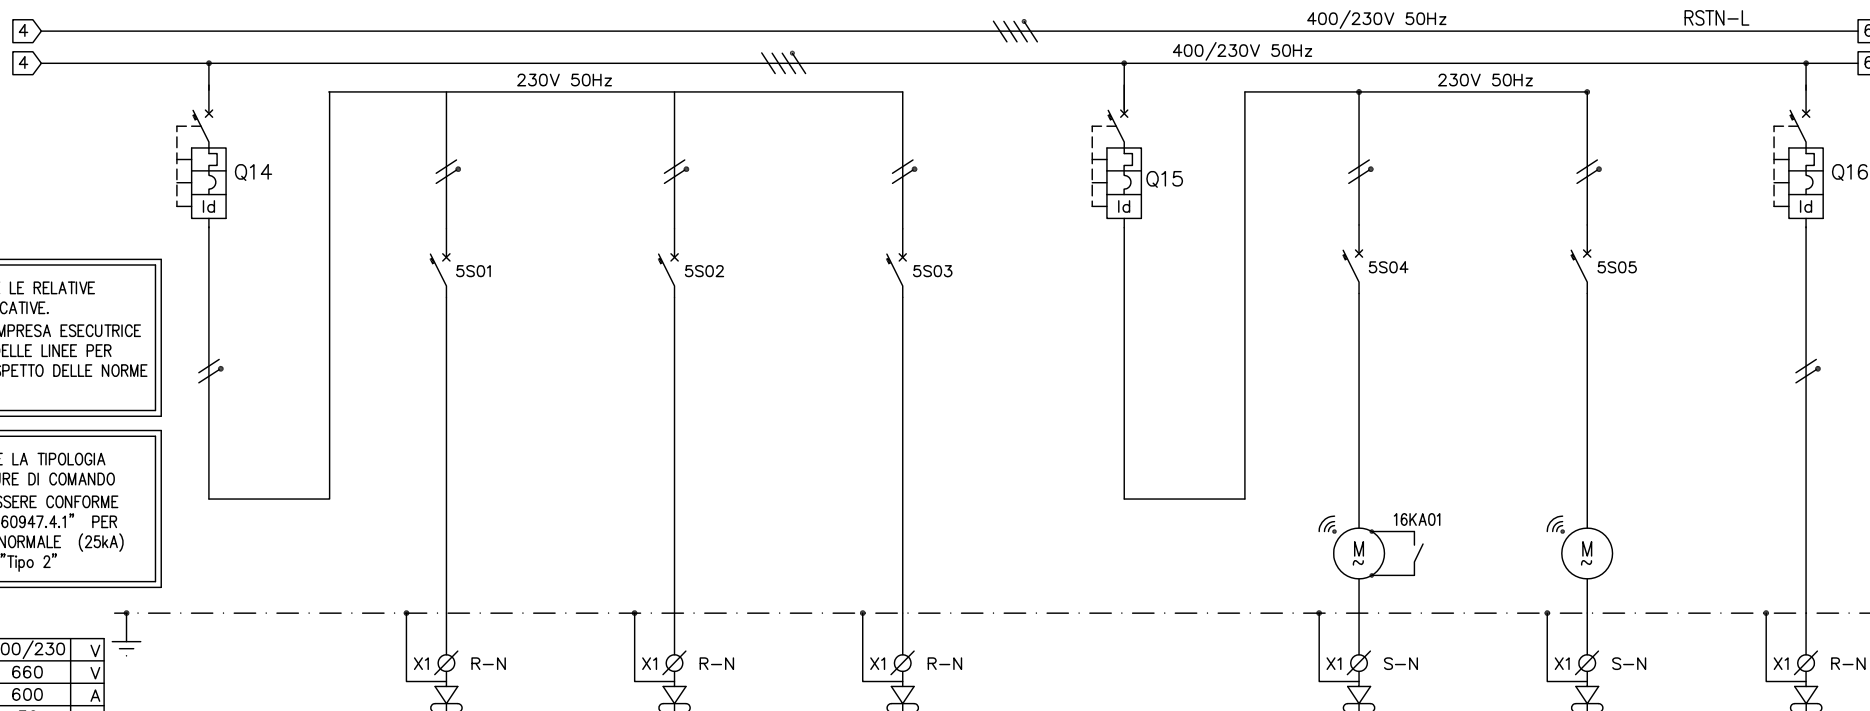 4
400/230V 50Hz
RSTN-L
6
4
400/230V 50Hz
6
230V 50Hz
230V 50Hz
Q14
Id
Q15
Id
Q16
Id
5S01
5S02
5S03
5S04
5S05
LE RELATIVE
CATIVE.
MPRESA ESECUTRICE
DELLE LINEE PER
SPETTO DELLE NORME
E LA TIPOLOGIA
URE DI COMANDO
SSERE CONFORME
60947.4.1" PER
NORMALE (25kA)
"Tipo 2"
16KA01
M
~
M
~
00/230 V
660 V
600 A
X1 R-N
X1 R-N
X1 R-N
X1 S-N
X1 S-N
X1 R-N